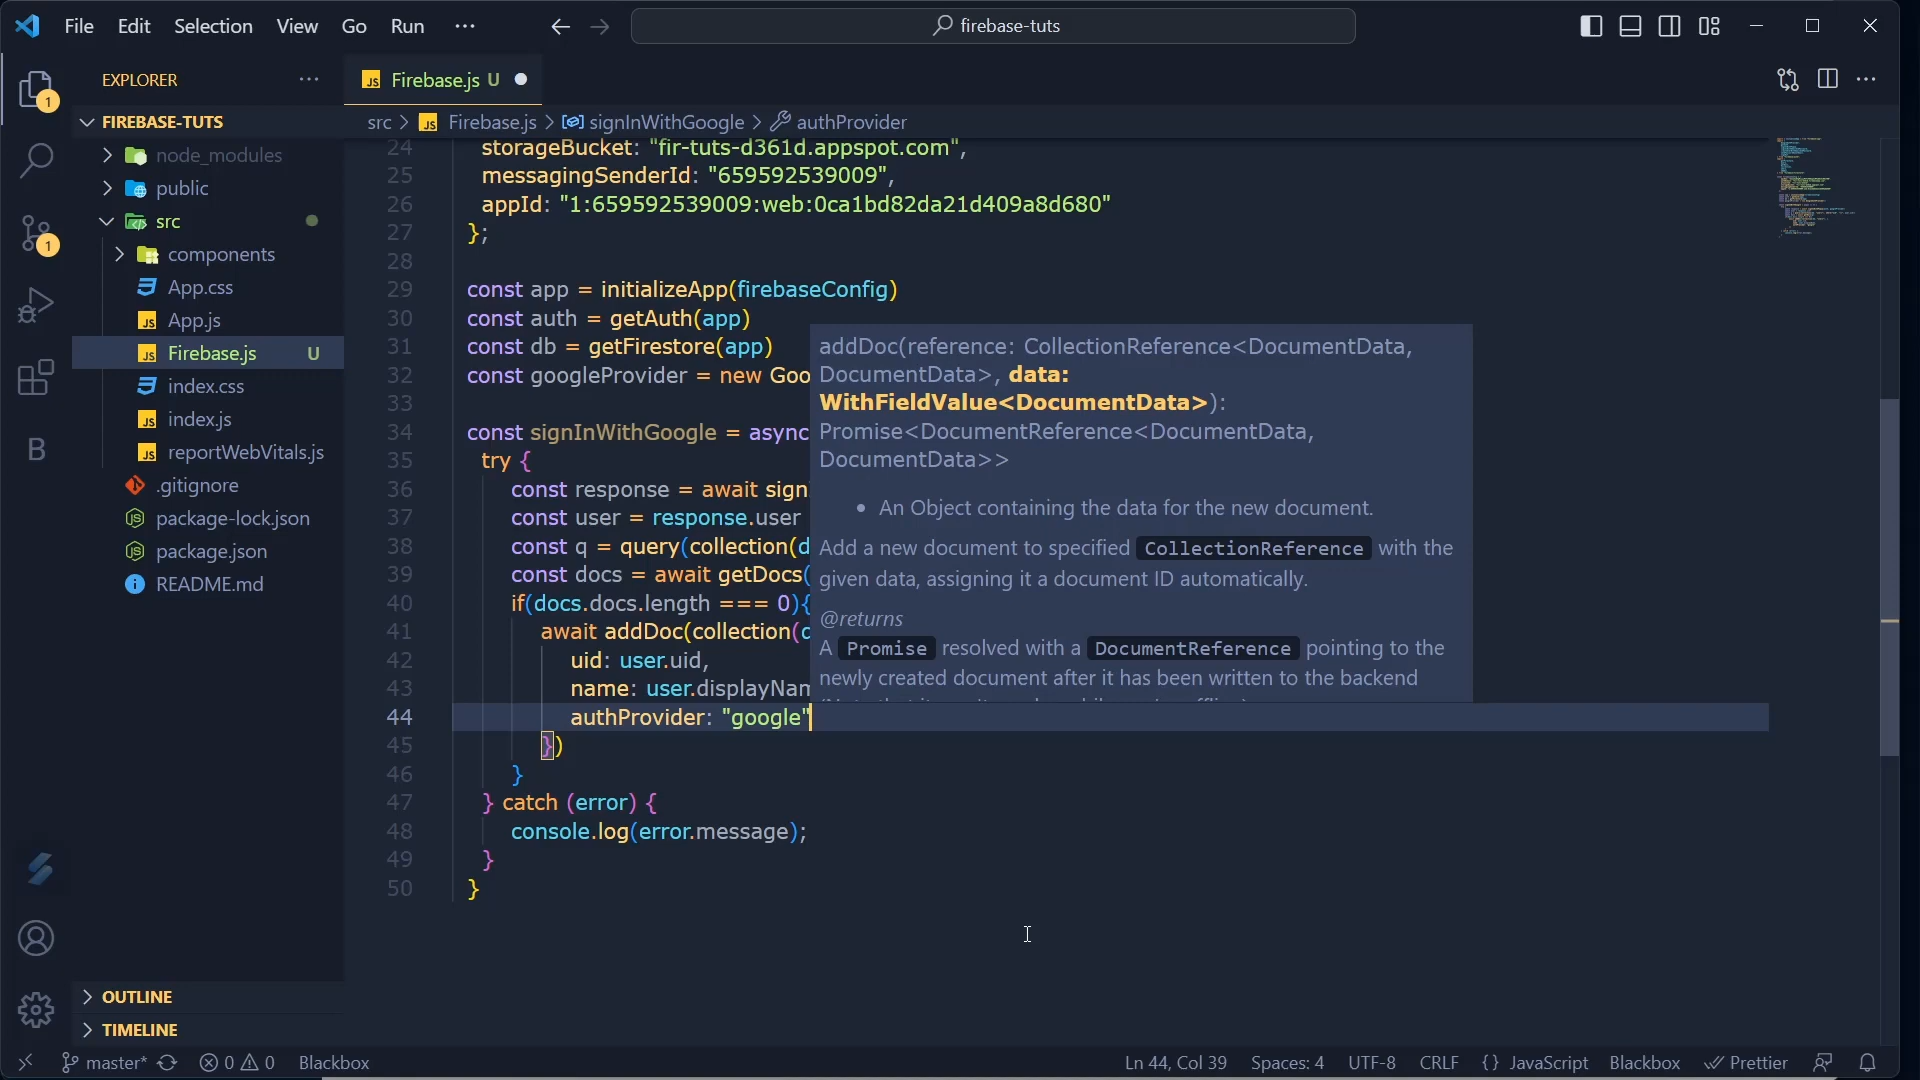 File Edit Selection View Go Run ···
firebase-tuts
EXPLORER ···
Firebase.js U
1
FIREBASE-TUTS
src > JS Firebase.js > signInWithGoogle > authProvider
node_modules
public
src
components
App.css
JS App.js
JS Firebase.js U
index.css
JS index.js
JS reportWebVitals.js
.gitignore
package-lock.json
package.json
README.md
1
B
OUTLINE
TIMELINE
24 storageBucket: "fir-tuts-d361d.appspot.com",
25 messagingSenderId: "659592539009",
26 appId: "1:659592539009:web:0ca1bd82da21d409a8d680"
27 };
28
29 const app = initializeApp(firebaseConfig)
30 const auth = getAuth(app)
31 const db = getFirestore(app)
32 const googleProvider = new Goo
33
34 const signInWithGoogle = async
35 try {
36 const response = await sign
37 const user = response.user
38 const q = query(collection(d
39 const docs = await getDocs(
40 if(docs.docs.length === 0){
41 await addDoc(collection(d
42 uid: user.uid,
43 name: user.displayNam
44 authProvider: "google"
45 })
46 }
47 } catch (error) {
48 console.log(error.message);
49 }
50 }
addDoc(reference: CollectionReference<DocumentData,
DocumentData>, data:
WithFieldValue<DocumentData>):
Promise<DocumentReference<DocumentData,
DocumentData>>
• An Object containing the data for the new document.
Add a new document to specified CollectionReference with the
given data, assigning it a document ID automatically.
@returns
A Promise resolved with a DocumentReference pointing to the
newly created document after it has been written to the backend
master* 0 0 Blackbox
Ln 44, Col 39 Spaces: 4 UTF-8 CRLF {} JavaScript Blackbox Prettier